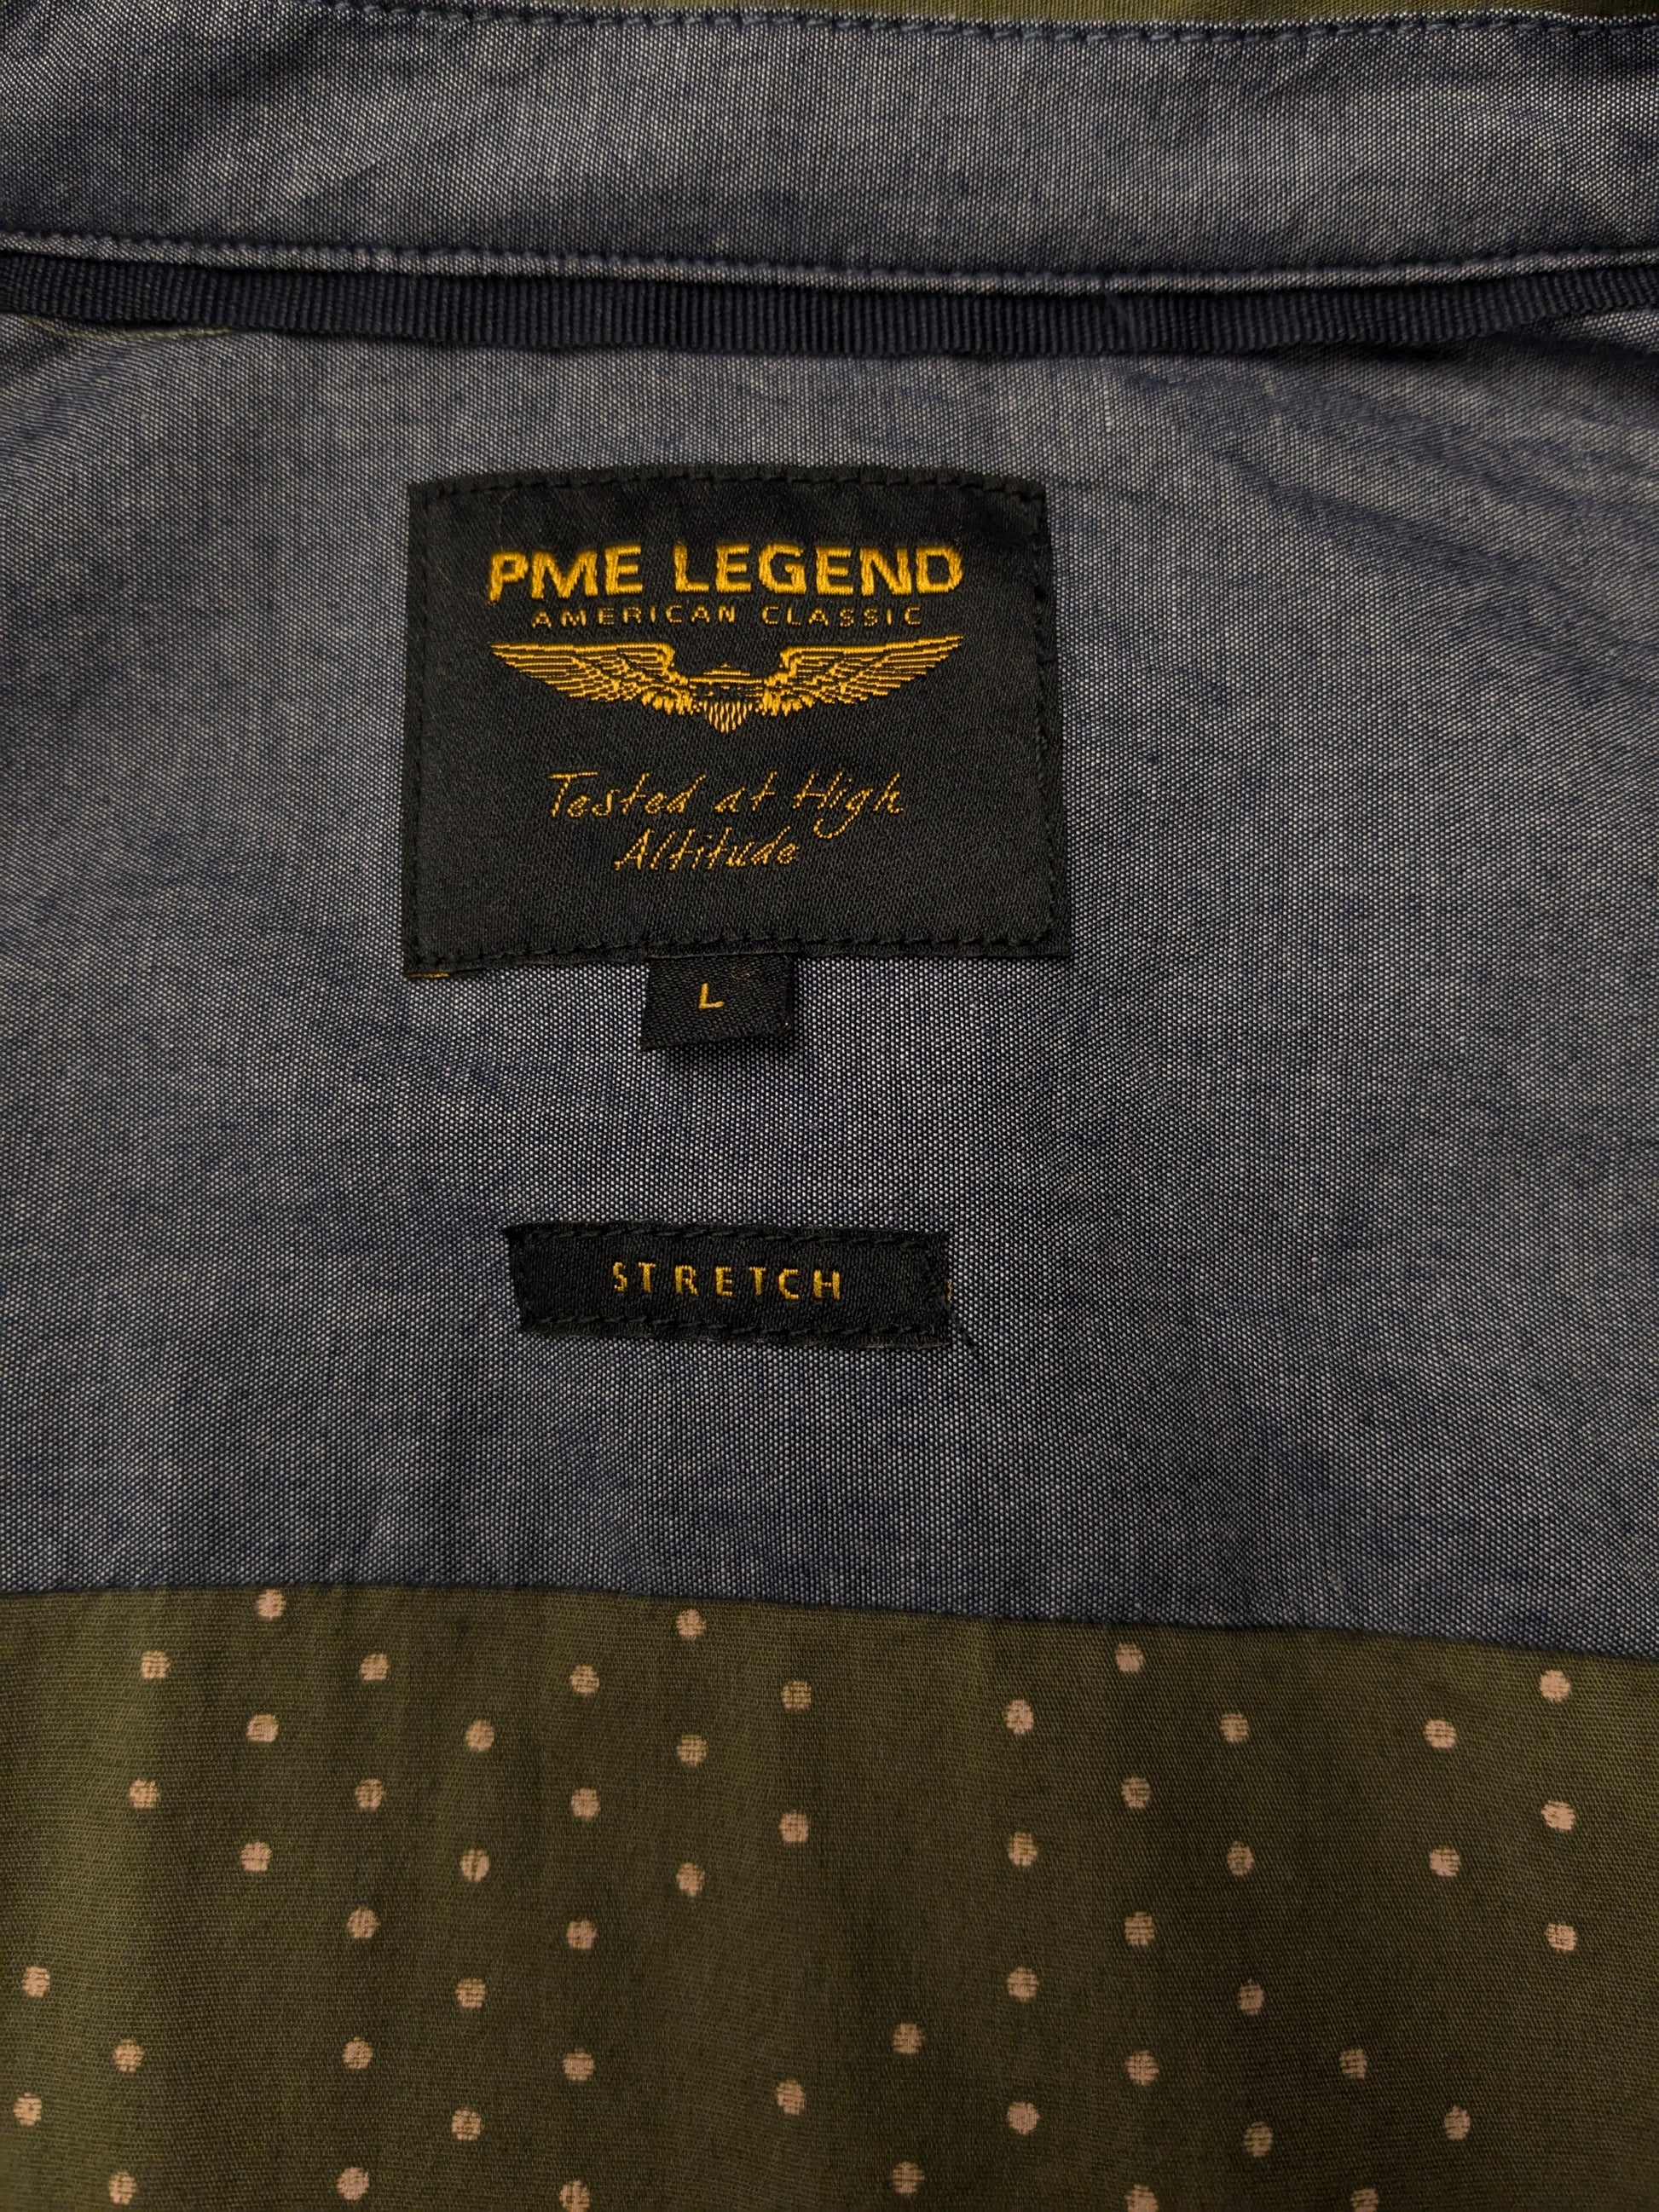 PME LEGEND
AMERICAN CLASSIC
Tested at High
Altitude
L
STRETCH